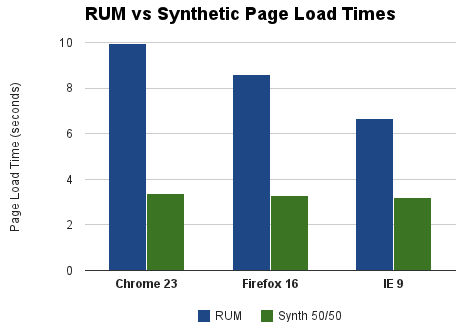 RUM vs Synthetic Page Load Times
Page Load Time (seconds)
10
8
6
4
2
0
Chrome 23 Firefox 16 IE 9
RUM Synth 50/50